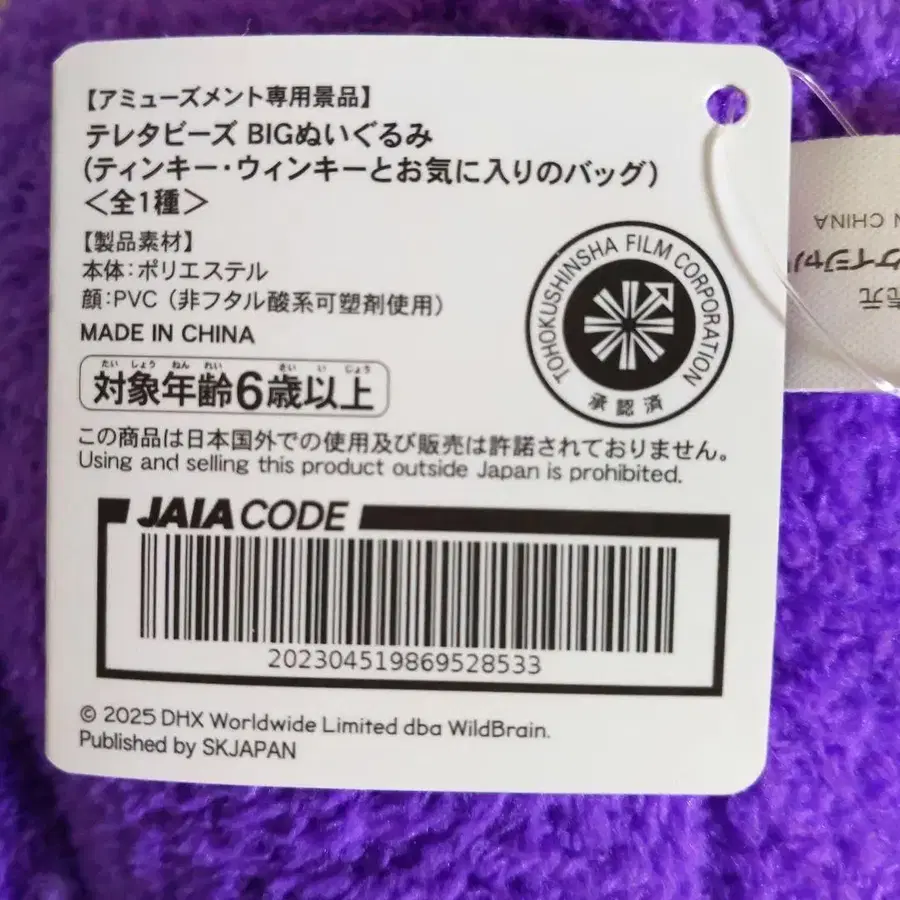 【アミューズメント専用景品】
テレタビーズ BIGぬいぐるみ
(ティンキー・ウィンキーとお気に入りのバッグ)
<全1種>
【製品素材】
本体:ポリエステル
顔:PVC (非フタル酸系可塑剤使用)
MADE IN CHINA
たい しょう ねん れい さい い じょう
対象年齢6歳以上
TOHOKUSHINSHA FILM CORPORATION
承認済
この商品は日本国外での使用及び販売は許諾されておりません。
Using and selling this product outside Japan is prohibited.
JAIA CODE
202304519869528533
© 2025 DHX Worldwide Limited dba WildBrain.
Published by SKJAPAN
N CHINA
ケイジャパ
元